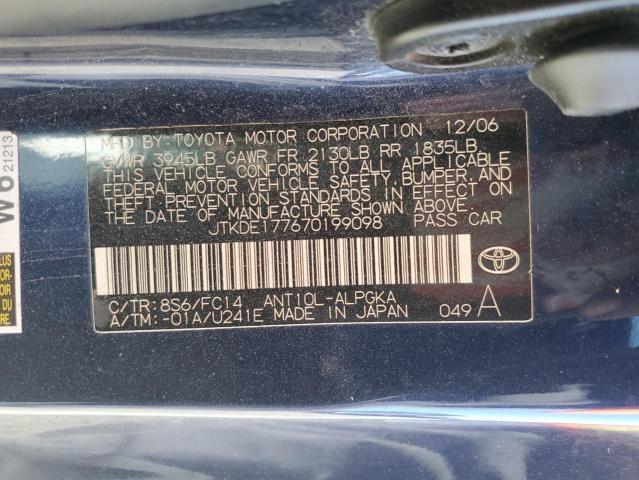 MFD BY:TOYOTA MOTOR CORPORATION 12/06
GVWR 3945LB GAWR FR 2130LB RR 1835LB
THIS VEHICLE CONFORMS TO ALL APPLICABLE
FEDERAL MOTOR VEHICLE SAFETY, BUMPER, AND
THEFT PREVENTION STANDARDS IN EFFECT ON
THE DATE OF MANUFACTURE SHOWN ABOVE.
JTKDE177670199098 PASS CAR
C/TR:8S6/FC14 ANT10L-ALPGKA
A/TM:-01A/U241E MADE IN JAPAN 049 A
W6
21213